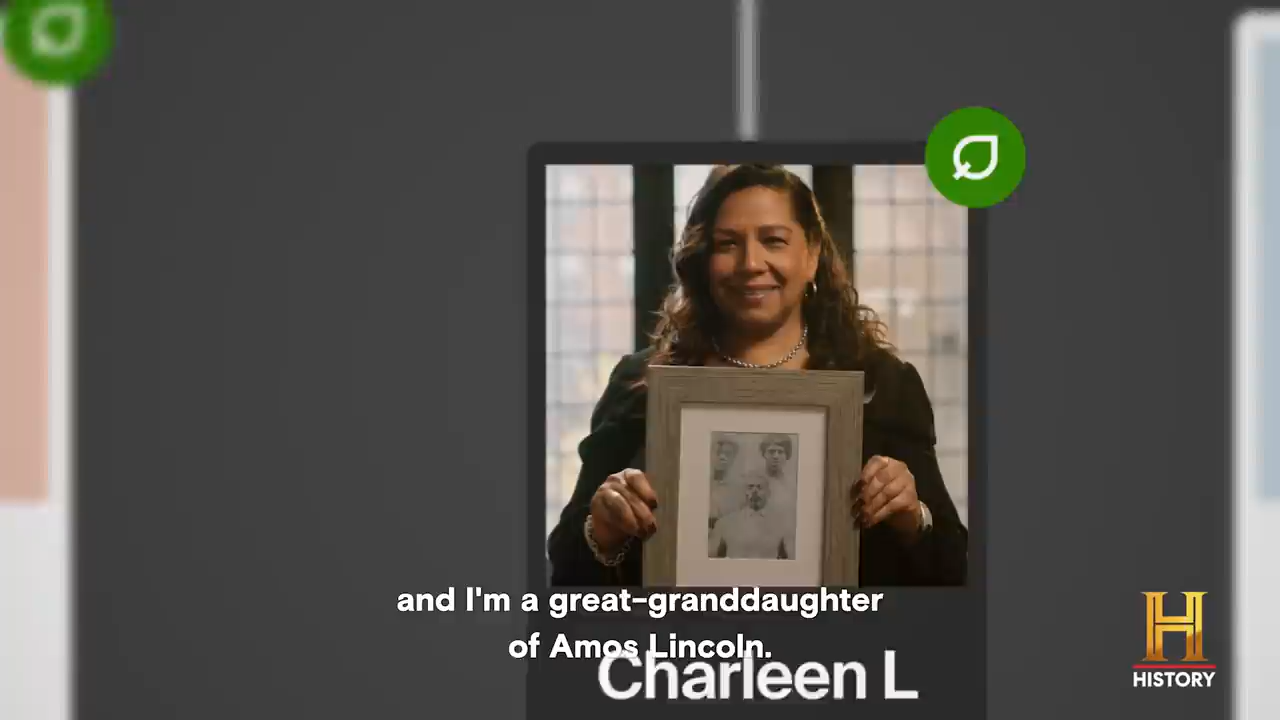 and I'm a great-granddaughter
of Amos Lincoln.
Charleen L
HISTORY